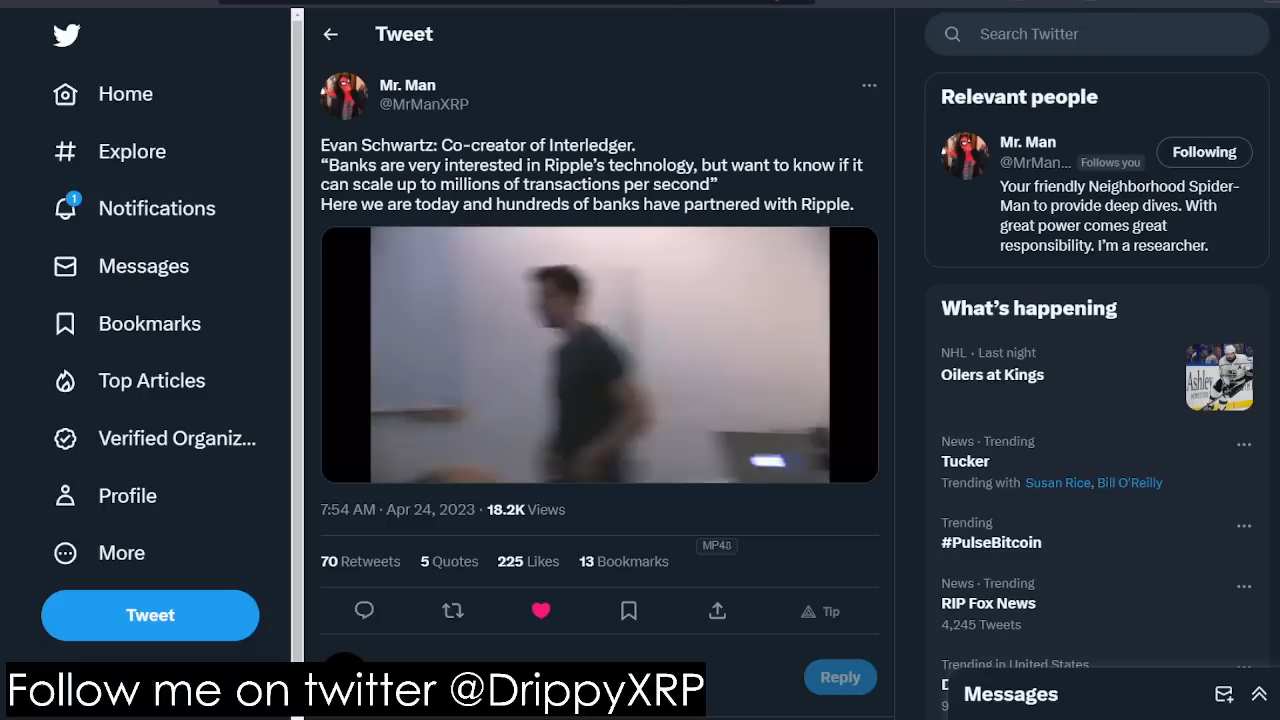 Home
Explore
1
Notifications
Messages
Bookmarks
Top Articles
Verified Organiz...
Profile
More
Tweet
Tweet
Mr. Man
@MrManXRP
Evan Schwartz: Co-creator of Interledger.
“Banks are very interested in Ripple’s technology, but want to know if it
can scale up to millions of transactions per second”
Here we are today and hundreds of banks have partnered with Ripple.
7:54 AM · Apr 24, 2023 · 18.2K Views
70 Retweets 5 Quotes 225 Likes 13 Bookmarks
Tip
Reply
Search Twitter
Relevant people
Mr. Man
@MrMan... Follows you
Following
Your friendly Neighborhood Spider-
Man to provide deep dives. With
great power comes great
responsibility. I’m a researcher.
What’s happening
NHL · Last night
Oilers at Kings
Ashley
News · Trending
Tucker
Trending with Susan Rice, Bill O'Reilly
Trending
#PulseBitcoin
News · Trending
RIP Fox News
4,245 Tweets
Trending in United States
Messages
Follow me on twitter @DrippyXRP